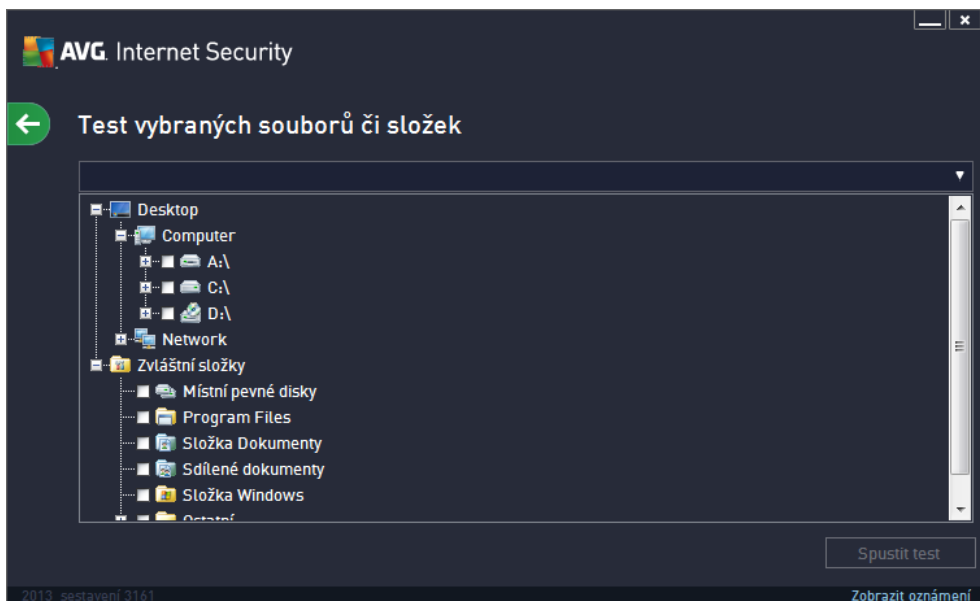 AVG. Internet Security
Test vybraných souborů či složek
Desktop
Computer
A:\
C:\
D:\
Network
Zvláštní složky
Místní pevné disky
Program Files
Složka Dokumenty
Sdílené dokumenty
Složka Windows
Ostatní
Spustit test
2013 sestavení 3161
Zobrazit oznámení